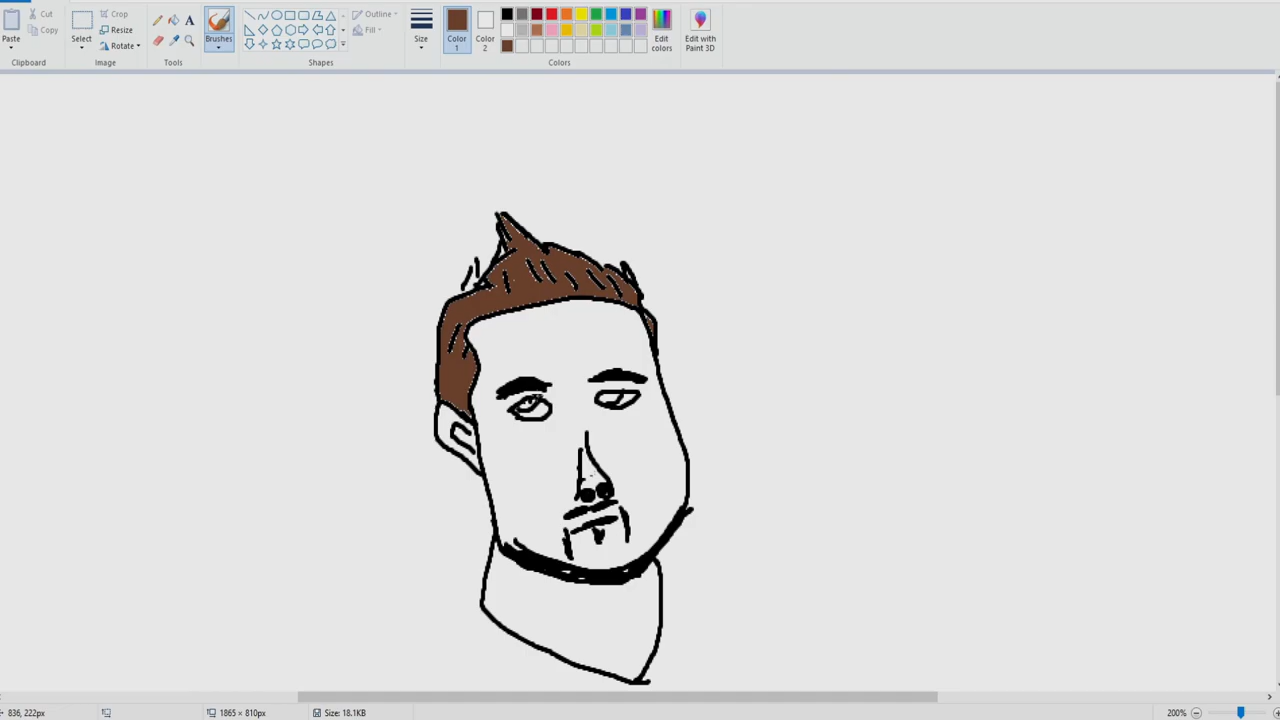 Cut
Crop
Outline
Copy
Resize
Fill
Rotate
A
Paste
Select
Brushes
Size
Color
1
Color
2
Edit
colors
Edit with
Paint 3D
Clipboard
Image
Tools
Shapes
Colors
836, 222px
1865 × 810px
Size: 18.1KB
200%